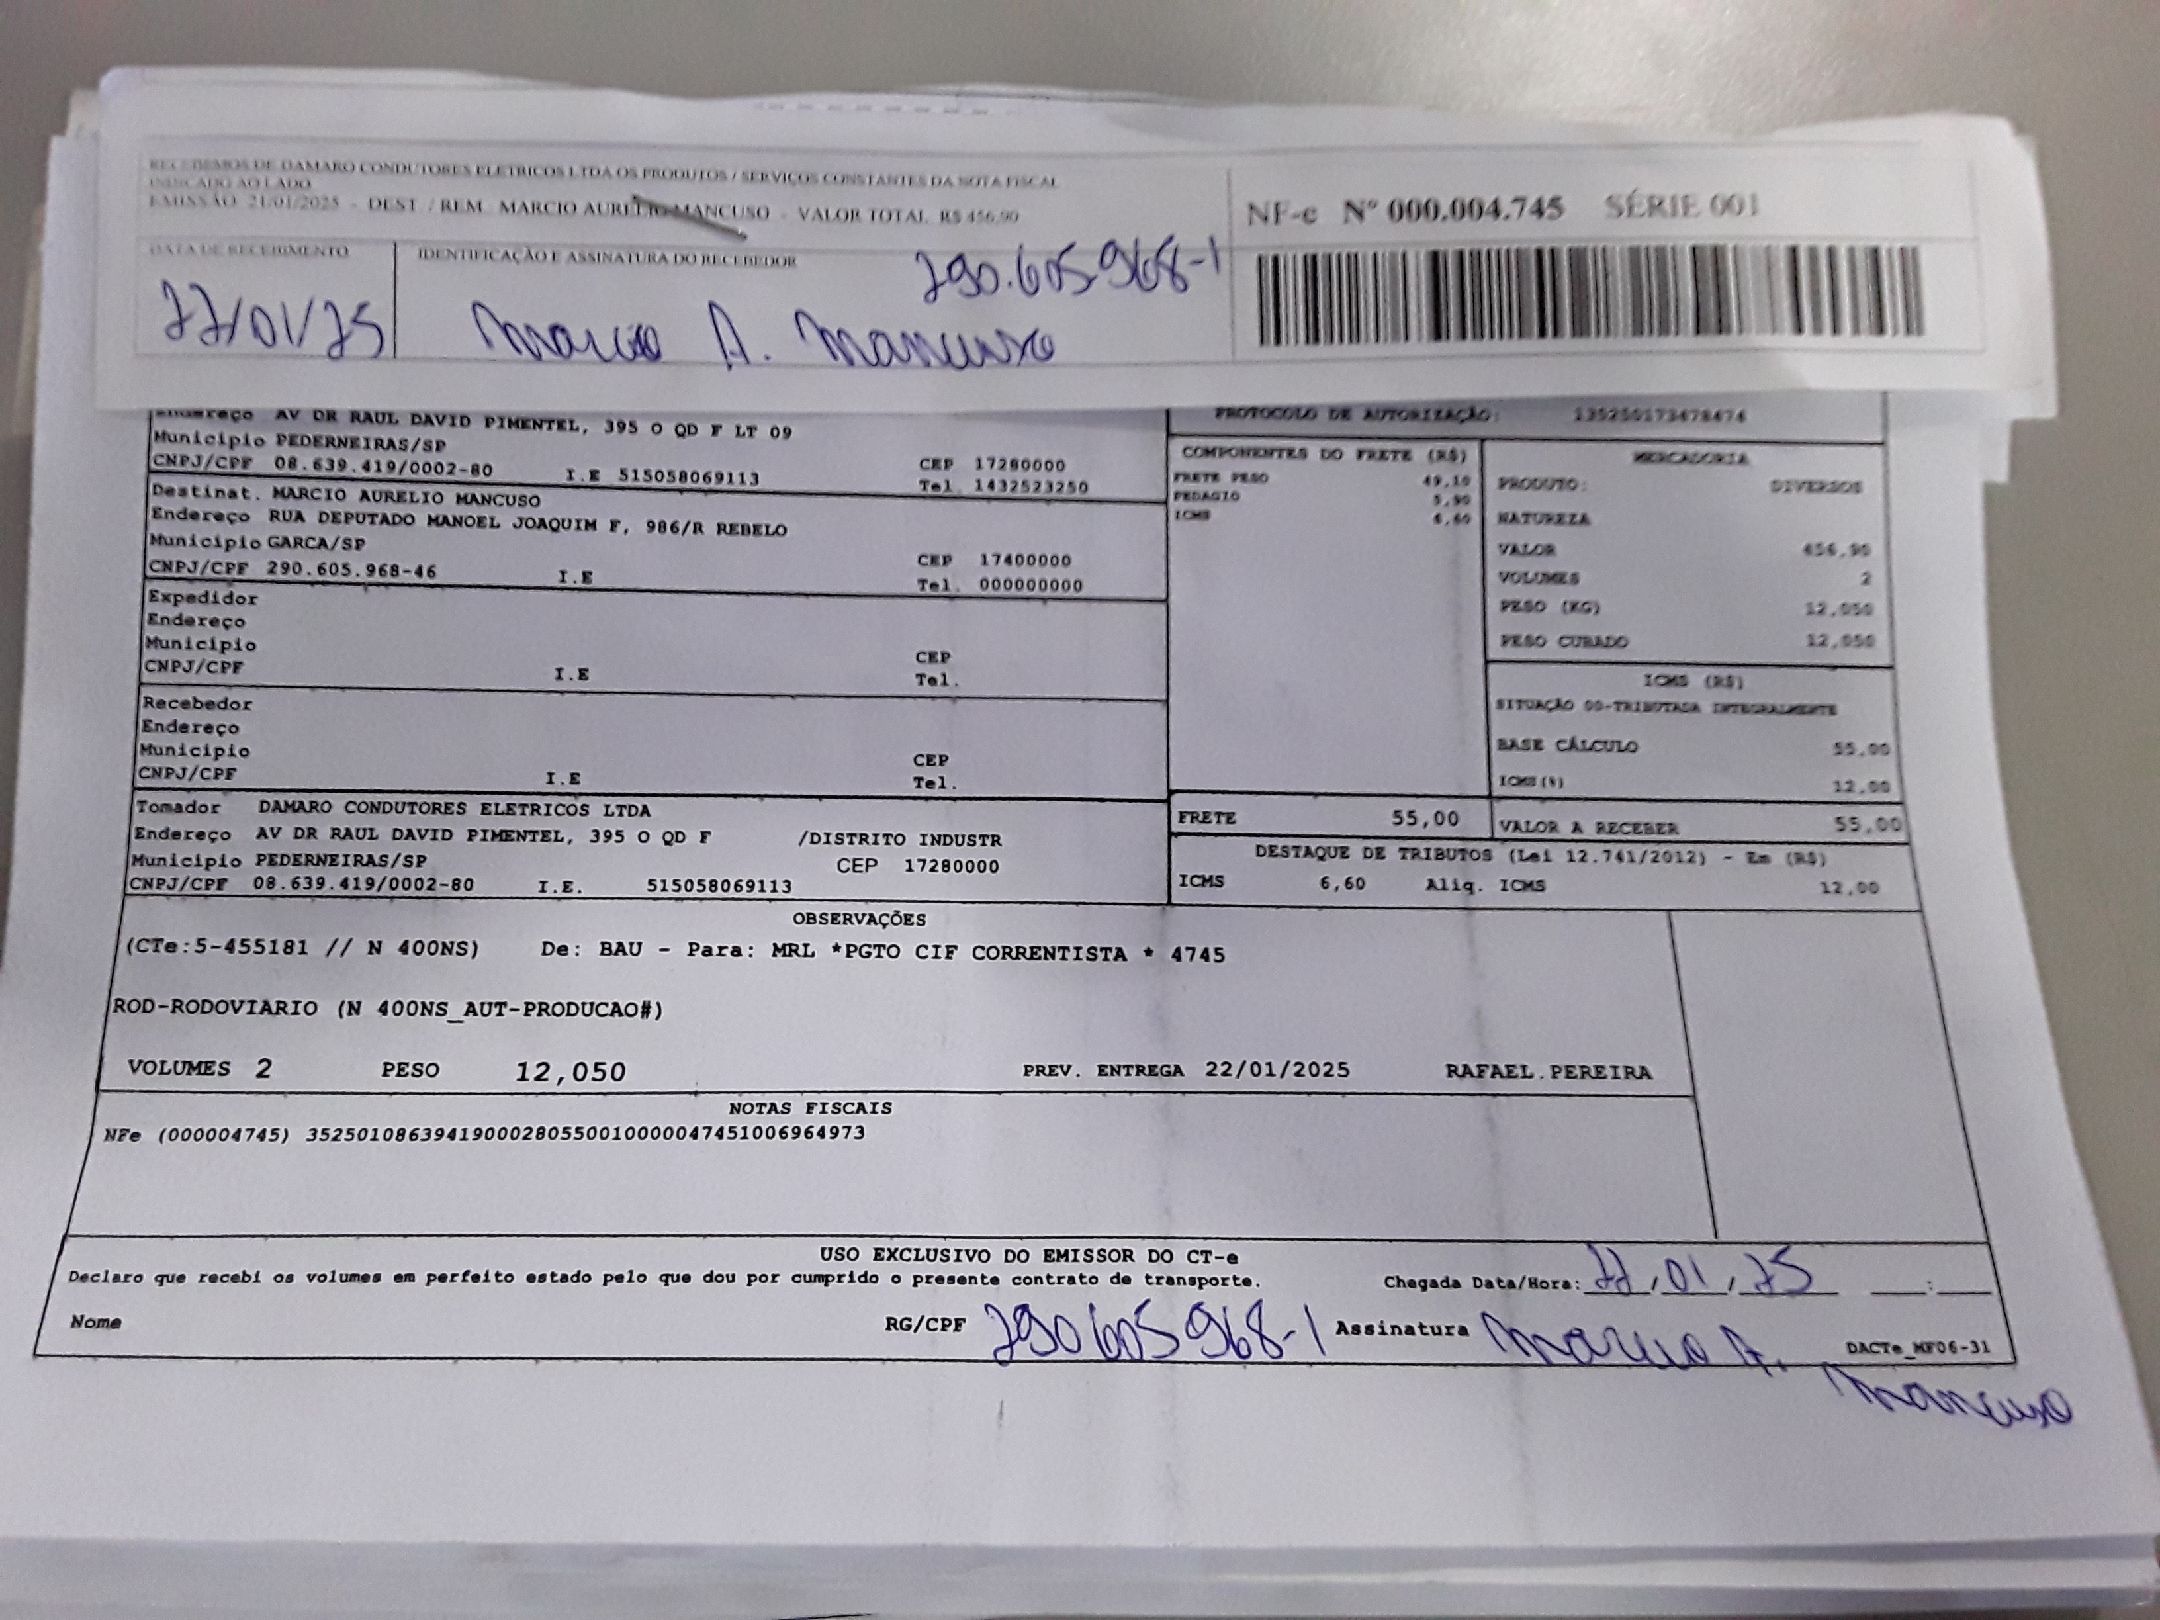 RECEBEMOS DE DAMARO CONDUTORES ELETRICOS LTDA OS PRODUTOS / SERVIÇOS CONSTANTES DA NOTA FISCAL
INDICADO AO LADO
EMISSÃO 21/01/2025 - DEST. / REM. MARCIO AURELIO MANCUSO - VALOR TOTAL R$ 456,90
NF-e Nº 000.004.745 SÉRIE 001
DATA DE RECEBIMENTO
IDENTIFICAÇÃO E ASSINATURA DO RECEBEDOR
290.605.968-1
22/01/25 Marcio A. Mancuso
Endereço AV DR RAUL DAVID PIMENTEL, 395 O QD F LT 09
Municipio PEDERNEIRAS/SP
CNPJ/CPF 08.639.419/0002-80 I.E 515058069113
CEP 17280000
Tel. 1432523250
Destinat. MARCIO AURELIO MANCUSO
Endereço RUA DEPUTADO MANOEL JOAQUIM F, 986/R REBELO
Municipio GARCA/SP
CEP 17400000
CNPJ/CPF 290.605.968-46 I.E
Tel. 000000000
Expedidor
Endereço
Municipio
CEP
CNPJ/CPF I.E Tel.
Recebedor
Endereço
Municipio
CEP
CNPJ/CPF I.E Tel.
Tomador DAMARO CONDUTORES ELETRICOS LTDA
Endereço AV DR RAUL DAVID PIMENTEL, 395 O QD F /DISTRITO INDUSTR
Municipio PEDERNEIRAS/SP CEP 17280000
CNPJ/CPF 08.639.419/0002-80 I.E. 515058069113
PROTOCOLO DE AUTORIZAÇÃO: 135250173478474
COMPONENTES DO FRETE (R$)
FRETE PESO 49,10
PEDAGIO 5,90
ICMS 6,60
MERCADORIA
PRODUTO: DIVERSOS
NATUREZA
VALOR 456,90
VOLUMES 2
PESO (KG) 12,050
PESO CUBADO 12,050
ICMS (R$)
SITUAÇÃO 00-TRIBUTADA INTEGRALMENTE
BASE CÁLCULO 55,00
ICMS(%) 12,00
FRETE 55,00
VALOR A RECEBER 55,00
DESTAQUE DE TRIBUTOS (Lei 12.741/2012) - Em (R$)
ICMS 6,60 Aliq. ICMS 12,00
OBSERVAÇÕES
(CTe:5-455181 // N 400NS) De: BAU - Para: MRL *PGTO CIF CORRENTISTA * 4745
ROD-RODOVIARIO (N 400NS_AUT-PRODUCAO#)
VOLUMES 2 PESO 12,050 PREV. ENTREGA 22/01/2025 RAFAEL.PEREIRA
NOTAS FISCAIS
NFe (000004745) 35250108639419000280550010000047451006964973
USO EXCLUSIVO DO EMISSOR DO CT-e
Declaro que recebi os volumes em perfeito estado pelo que dou por cumprido o presente contrato de transporte.
Chegada Data/Hora: 22/01/25 __:__
Nome RG/CPF 290605968-1 Assinatura Marcio A. Mancuso
DACTe_MF06-31